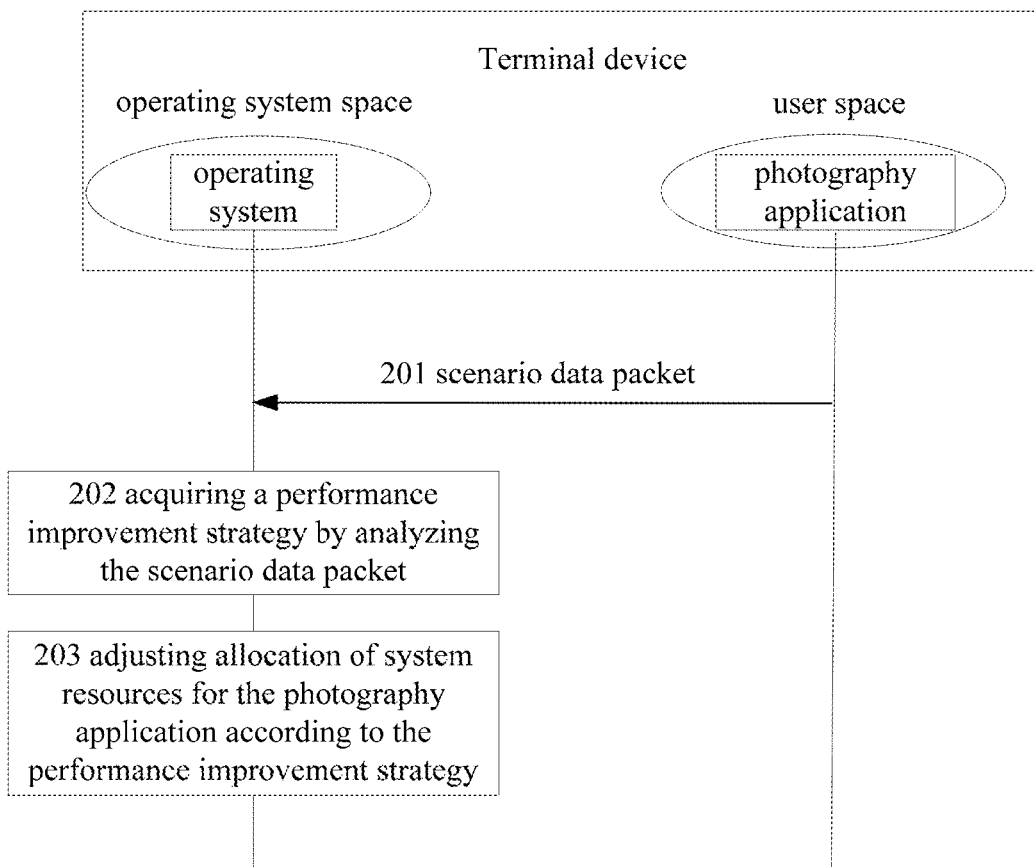 Terminal device
operating system space
user space
operating
system
photography
application
201 scenario data packet
202 acquiring a performance
improvement strategy by analyzing
the scenario data packet
203 adjusting allocation of system
resources for the photography
application according to the
performance improvement strategy